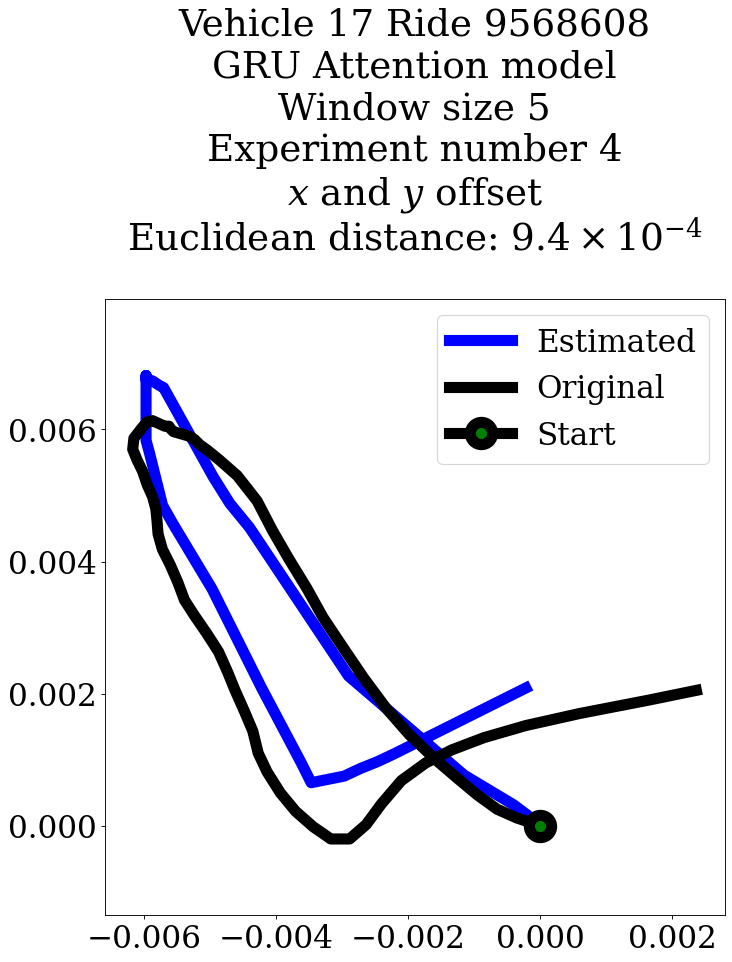 Vehicle 17 Ride 9568608
GRU Attention model
Window size 5
Experiment number 4
x and y offset
Euclidean distance: 9.4 × 10⁻⁴
Estimated
Original
Start
0.006
0.004
0.002
0.000
−0.006 −0.004 −0.002 0.000 0.002